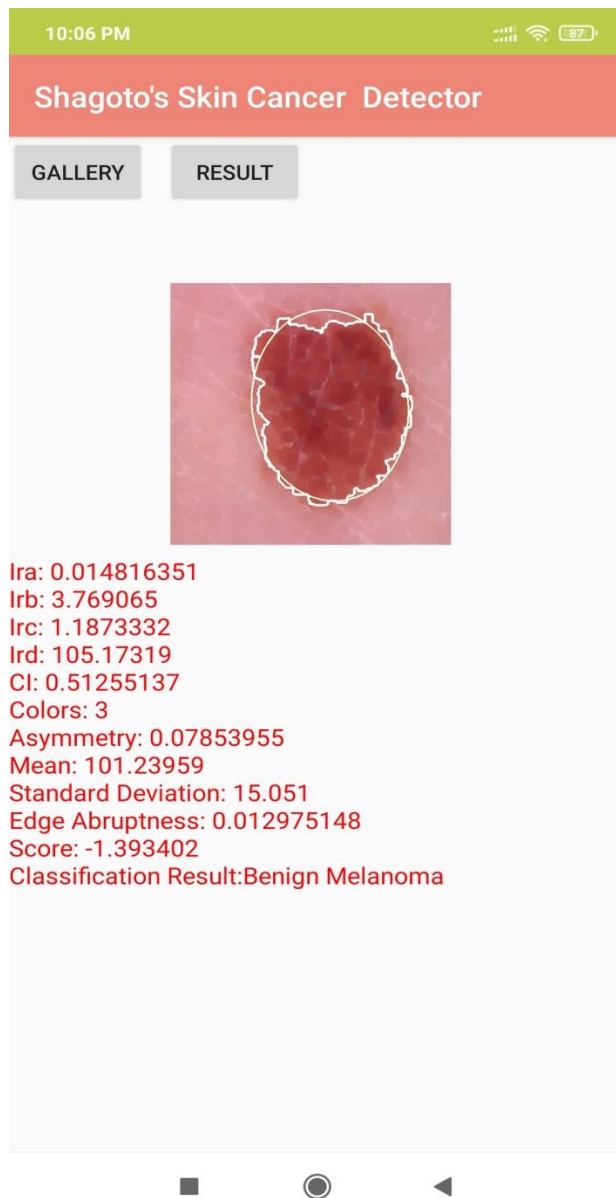 10:06 PM
87
Shagoto's Skin Cancer Detector
GALLERY
RESULT
Ira: 0.014816351
Irb: 3.769065
Irc: 1.1873332
Ird: 105.17319
CI: 0.51255137
Colors: 3
Asymmetry: 0.07853955
Mean: 101.23959
Standard Deviation: 15.051
Edge Abruptness: 0.012975148
Score: -1.393402
Classification Result:Benign Melanoma